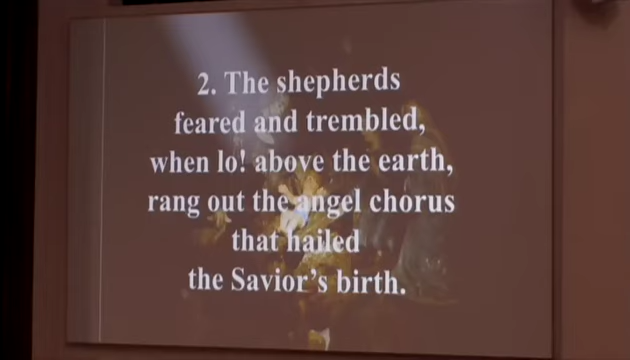 2. The shepherds
feared and trembled,
when lo! above the earth,
rang out the angel chorus
that hailed
the Savior's birth.